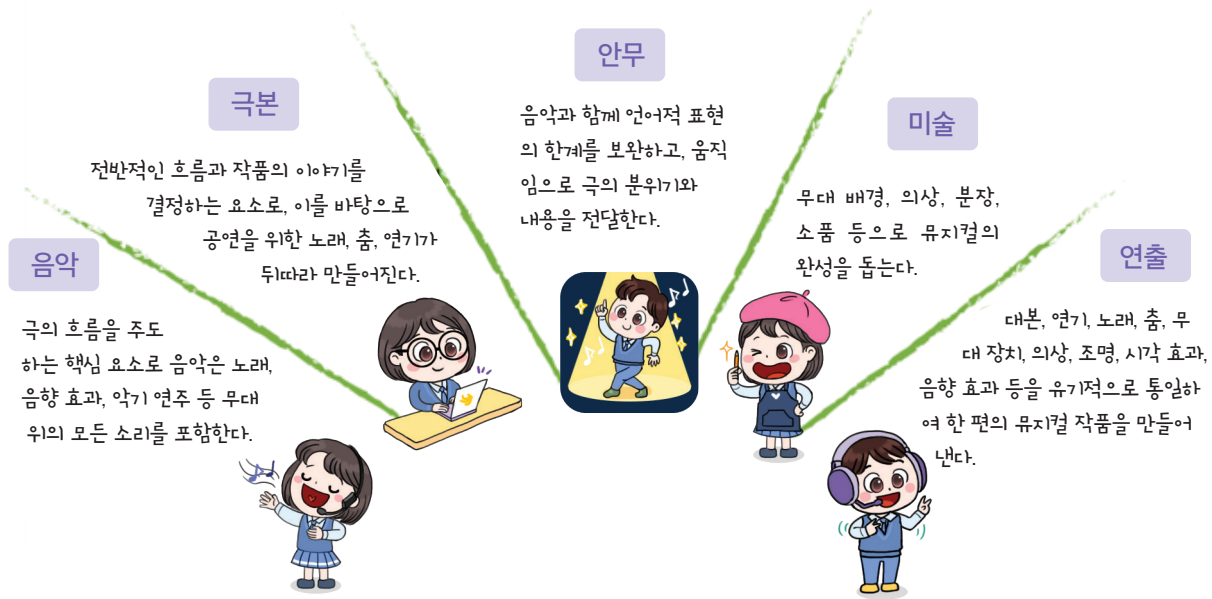 음악
극의 흐름을 주도
하는 핵심 요소로 음악은 노래,
음향 효과, 악기 연주 등 무대
위의 모든 소리를 포함한다.
극본
전반적인 흐름과 작품의 이야기를
결정하는 요소로, 이를 바탕으로
공연을 위한 노래, 춤, 연기가
뒤따라 만들어진다.
안무
음악과 함께 언어적 표현
의 한계를 보완하고, 움직
임으로 극의 분위기와
내용을 전달한다.
미술
무대 배경, 의상, 분장,
소품 등으로 뮤지컬의
완성을 돕는다.
연출
대본, 연기, 노래, 춤, 무
대 장치, 의상, 조명, 시각 효과,
음향 효과 등을 유기적으로 통일하
여 한 편의 뮤지컬 작품을 만들어
낸다.